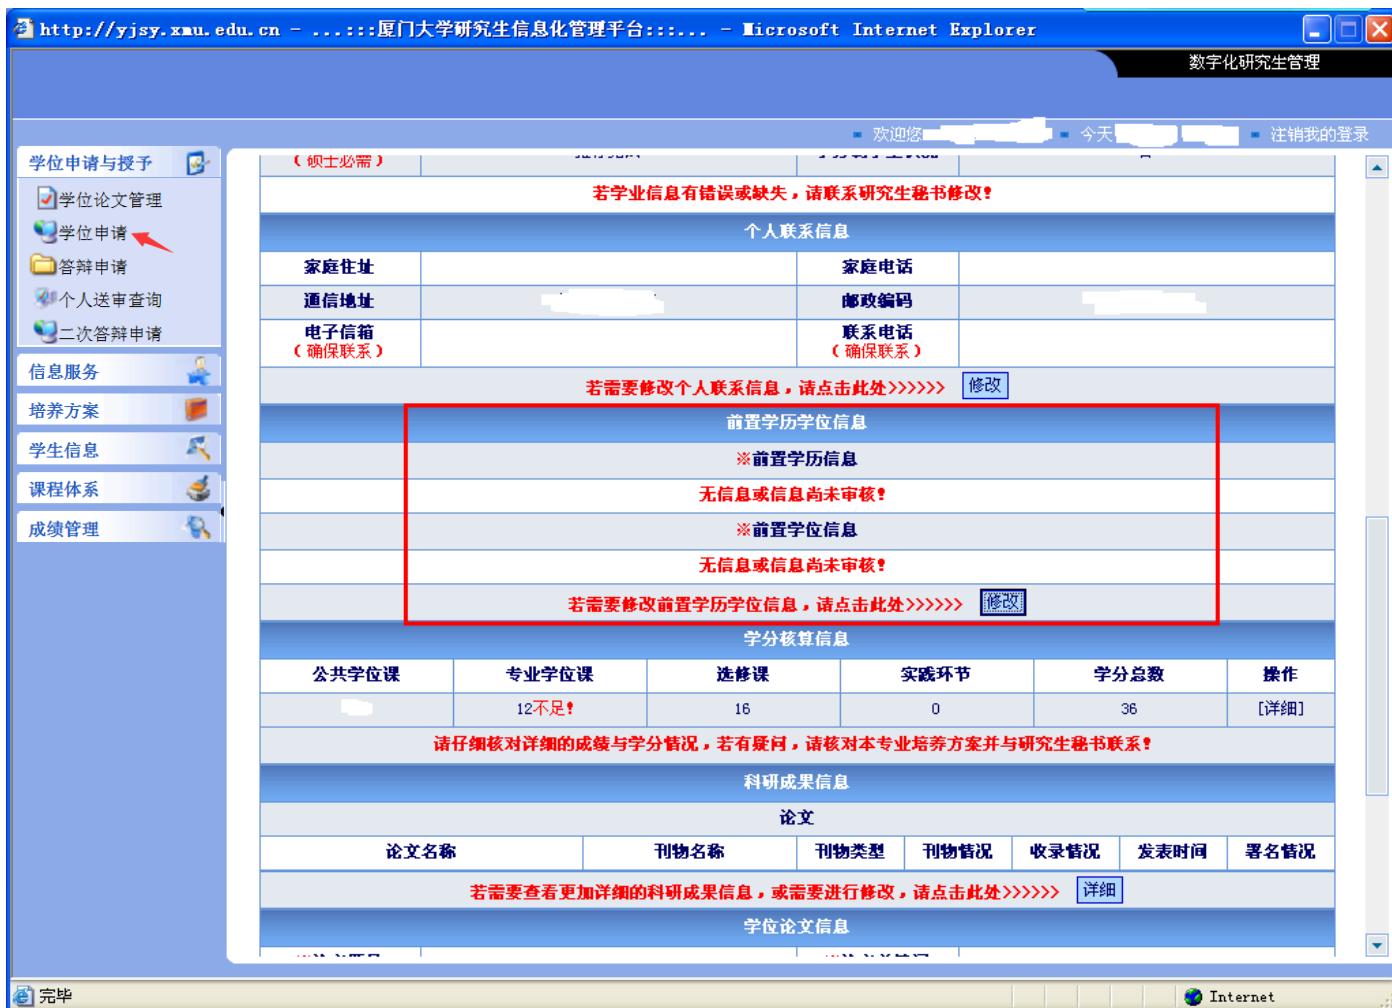 http://yjsy.xmu.edu.cn - ...:::厦门大学研究生信息化管理平台:::... - Microsoft Internet Explorer
数字化研究生管理
欢迎您 今天 注销我的登录
学位申请与授予
学位论文管理
学位申请
答辩申请
个人送审查询
二次答辩申请
信息服务
培养方案
学生信息
课程体系
成绩管理
（硕士必需）
若学业信息有错误或缺失，请联系研究生秘书修改！
个人联系信息
家庭住址 家庭电话
通信地址 邮政编码
电子信箱 联系电话
（确保联系） （确保联系）
若需要修改个人联系信息，请点击此处>>>>>> 修改
前置学历学位信息
※前置学历信息
无信息或信息尚未审核！
※前置学位信息
无信息或信息尚未审核！
若需要修改前置学历学位信息，请点击此处>>>>>> 修改
学分核算信息
公共学位课 专业学位课 选修课 实践环节 学分总数 操作
12不足！ 16 0 36 [详细]
请仔细核对详细的成绩与学分情况，若有疑问，请核对本专业培养方案并与研究生秘书联系！
科研成果信息
论文
论文名称 刊物名称 刊物类型 刊物情况 收录情况 发表时间 署名情况
若需要查看更加详细的科研成果信息，或需要进行修改，请点击此处>>>>>> 详细
学位论文信息
完毕 Internet